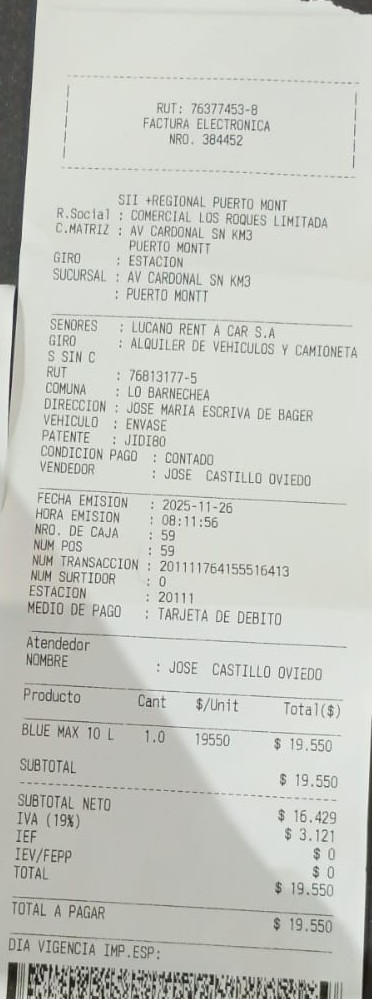 RUT: 76377453-8
FACTURA ELECTRONICA
NRO. 384452
SII +REGIONAL PUERTO MONT
R.Social : COMERCIAL LOS ROQUES LIMITADA
C.MATRIZ : AV CARDONAL SN KM3
PUERTO MONTT
GIRO : ESTACION
SUCURSAL : AV CARDONAL SN KM3
: PUERTO MONTT
SENORES : LUCANO RENT A CAR S.A
GIRO : ALQUILER DE VEHICULOS Y CAMIONETA
S SIN C
RUT : 76813177-5
COMUNA : LO BARNECHEA
DIRECCION : JOSE MARIA ESCRIVA DE BAGER
VEHICULO : ENVASE
PATENTE : JIDI80
CONDICION PAGO : CONTADO
VENDEDOR : JOSE CASTILLO OVIEDO
FECHA EMISION : 2025-11-26
HORA EMISION : 08:11:56
NRO. DE CAJA : 59
NUM POS : 59
NUM TRANSACCION : 201111764155516413
NUM SURTIDOR : 0
ESTACION : 20111
MEDIO DE PAGO : TARJETA DE DEBITO
Atendedor
NOMBRE : JOSE CASTILLO OVIEDO
Producto Cant $/Unit Total($)
BLUE MAX 10 L 1.0 19550 $ 19.550
SUBTOTAL $ 19.550
SUBTOTAL NETO $ 16.429
IVA (19%) $ 3.121
IEF $ 0
IEV/FEPP $ 0
TOTAL $ 19.550
TOTAL A PAGAR $ 19.550
DIA VIGENCIA IMP.ESP: